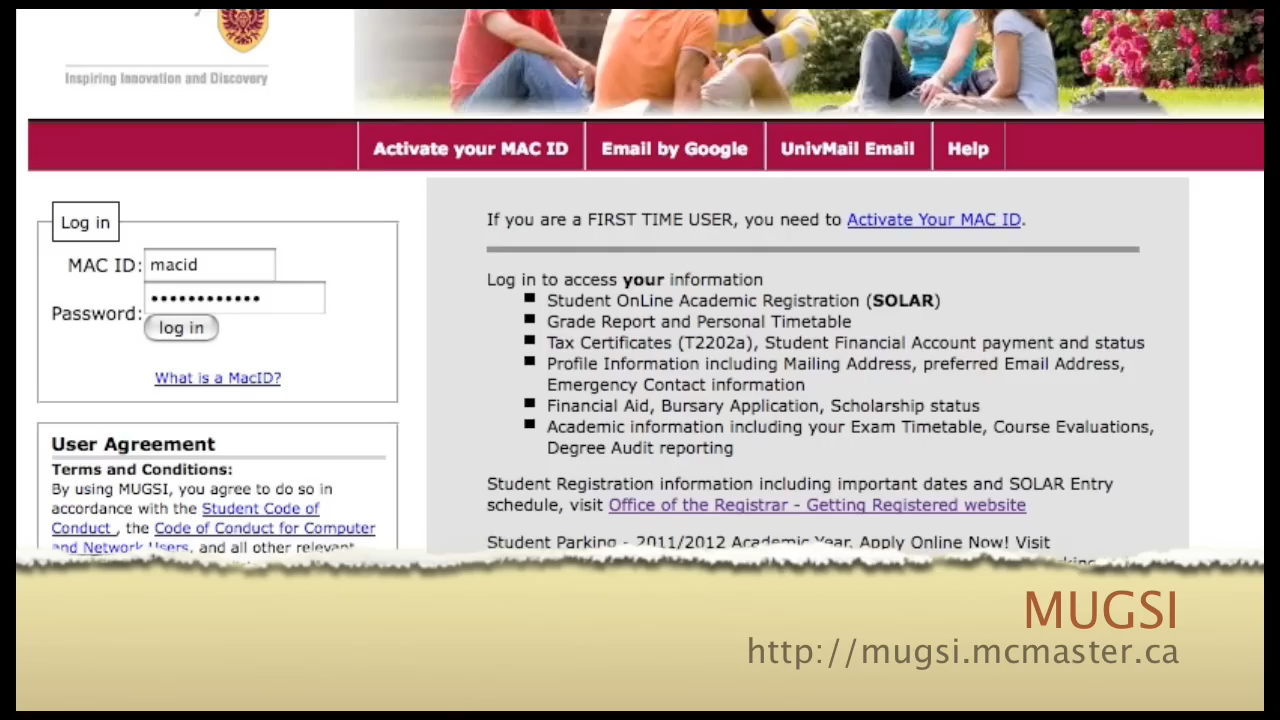 Inspiring Innovation and Discovery
Activate your MAC ID
Email by Google
UnivMail Email
Help
Log in
MAC ID:
macid
Password:
••••••••••••
log in
What is a MacID?
User Agreement
Terms and Conditions:
By using MUGSI, you agree to do so in
accordance with the Student Code of
Conduct , the Code of Conduct for Computer
and Network Users, and all other relevant
If you are a FIRST TIME USER, you need to Activate Your MAC ID.
Log in to access your information
Student OnLine Academic Registration (SOLAR)
Grade Report and Personal Timetable
Tax Certificates (T2202a), Student Financial Account payment and status
Profile Information including Mailing Address, preferred Email Address,
Emergency Contact information
Financial Aid, Bursary Application, Scholarship status
Academic information including your Exam Timetable, Course Evaluations,
Degree Audit reporting
Student Registration information including important dates and SOLAR Entry
schedule, visit Office of the Registrar - Getting Registered website
Student Parking - 2011/2012 Academic Year. Apply Online Now! Visit
MUGSI
http://mugsi.mcmaster.ca